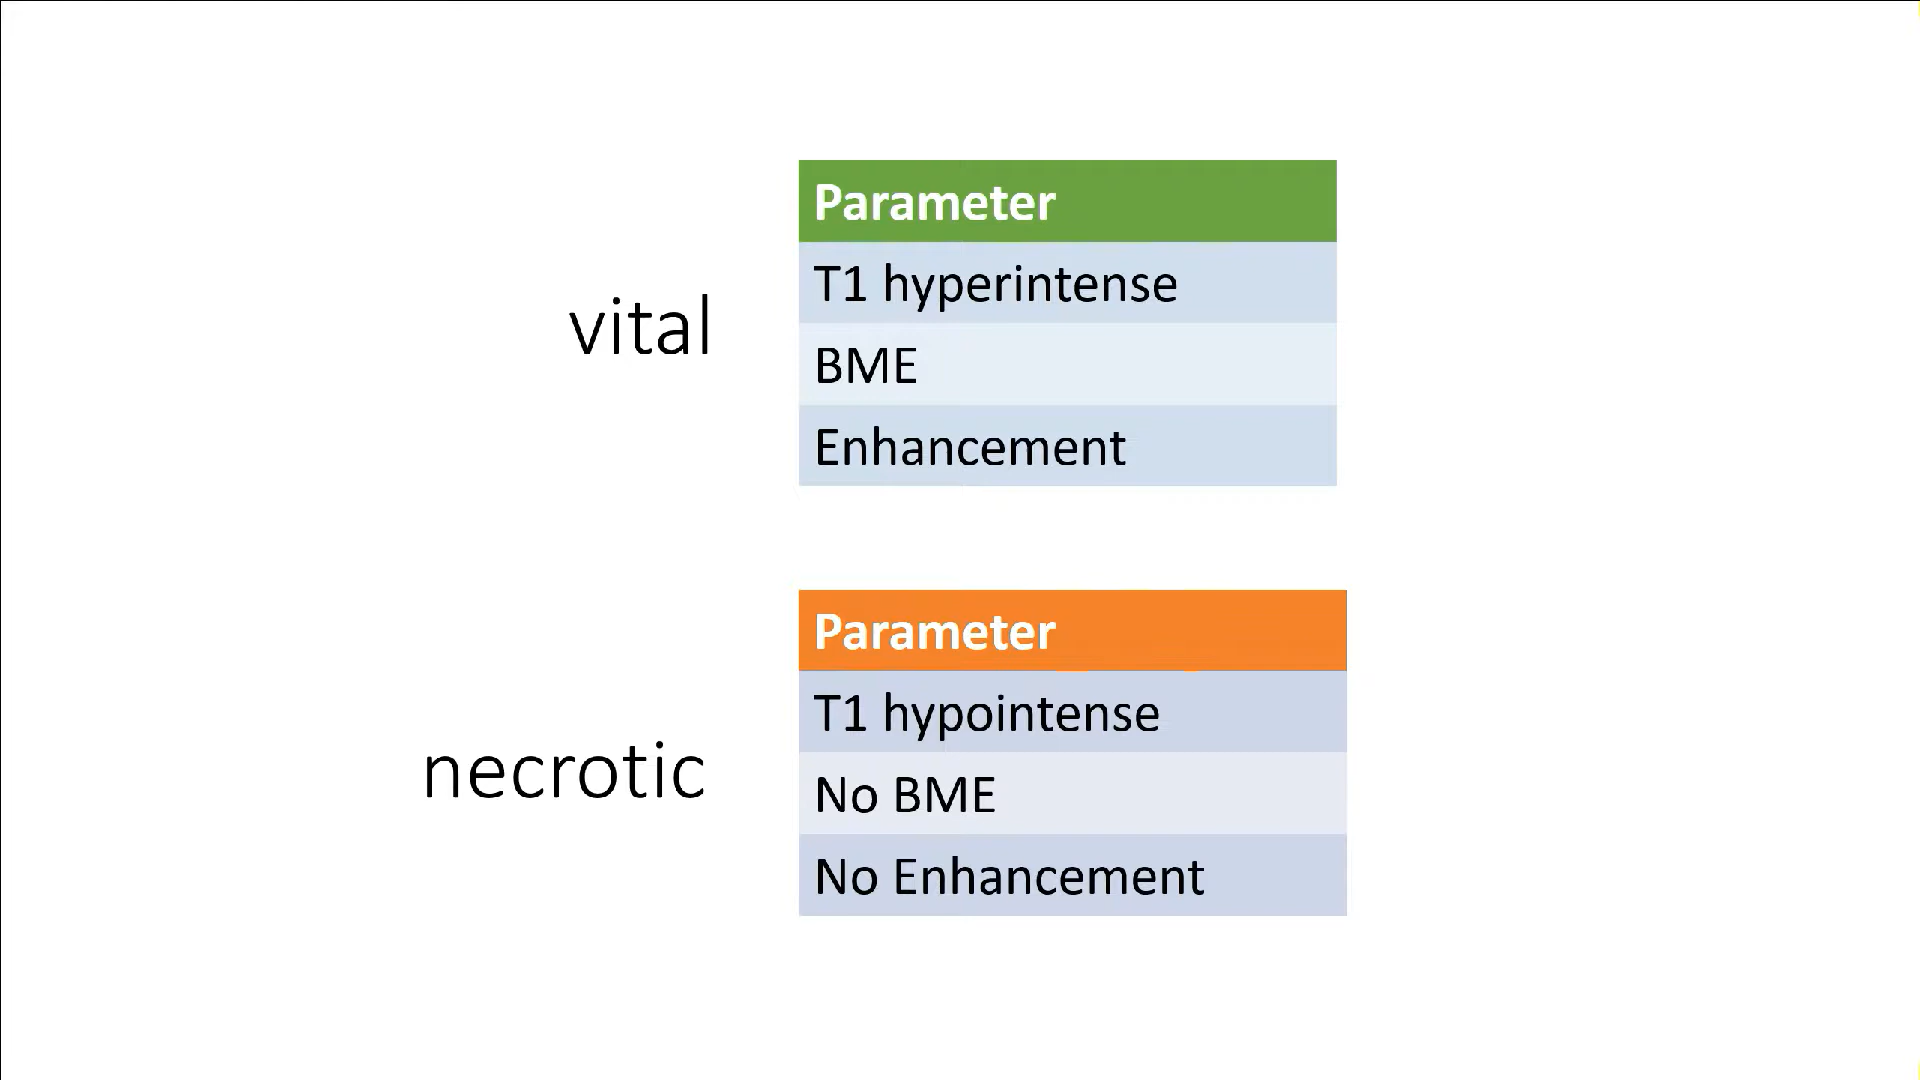 vital
Parameter
T1 hyperintense
BME
Enhancement
necrotic
Parameter
T1 hypointense
No BME
No Enhancement